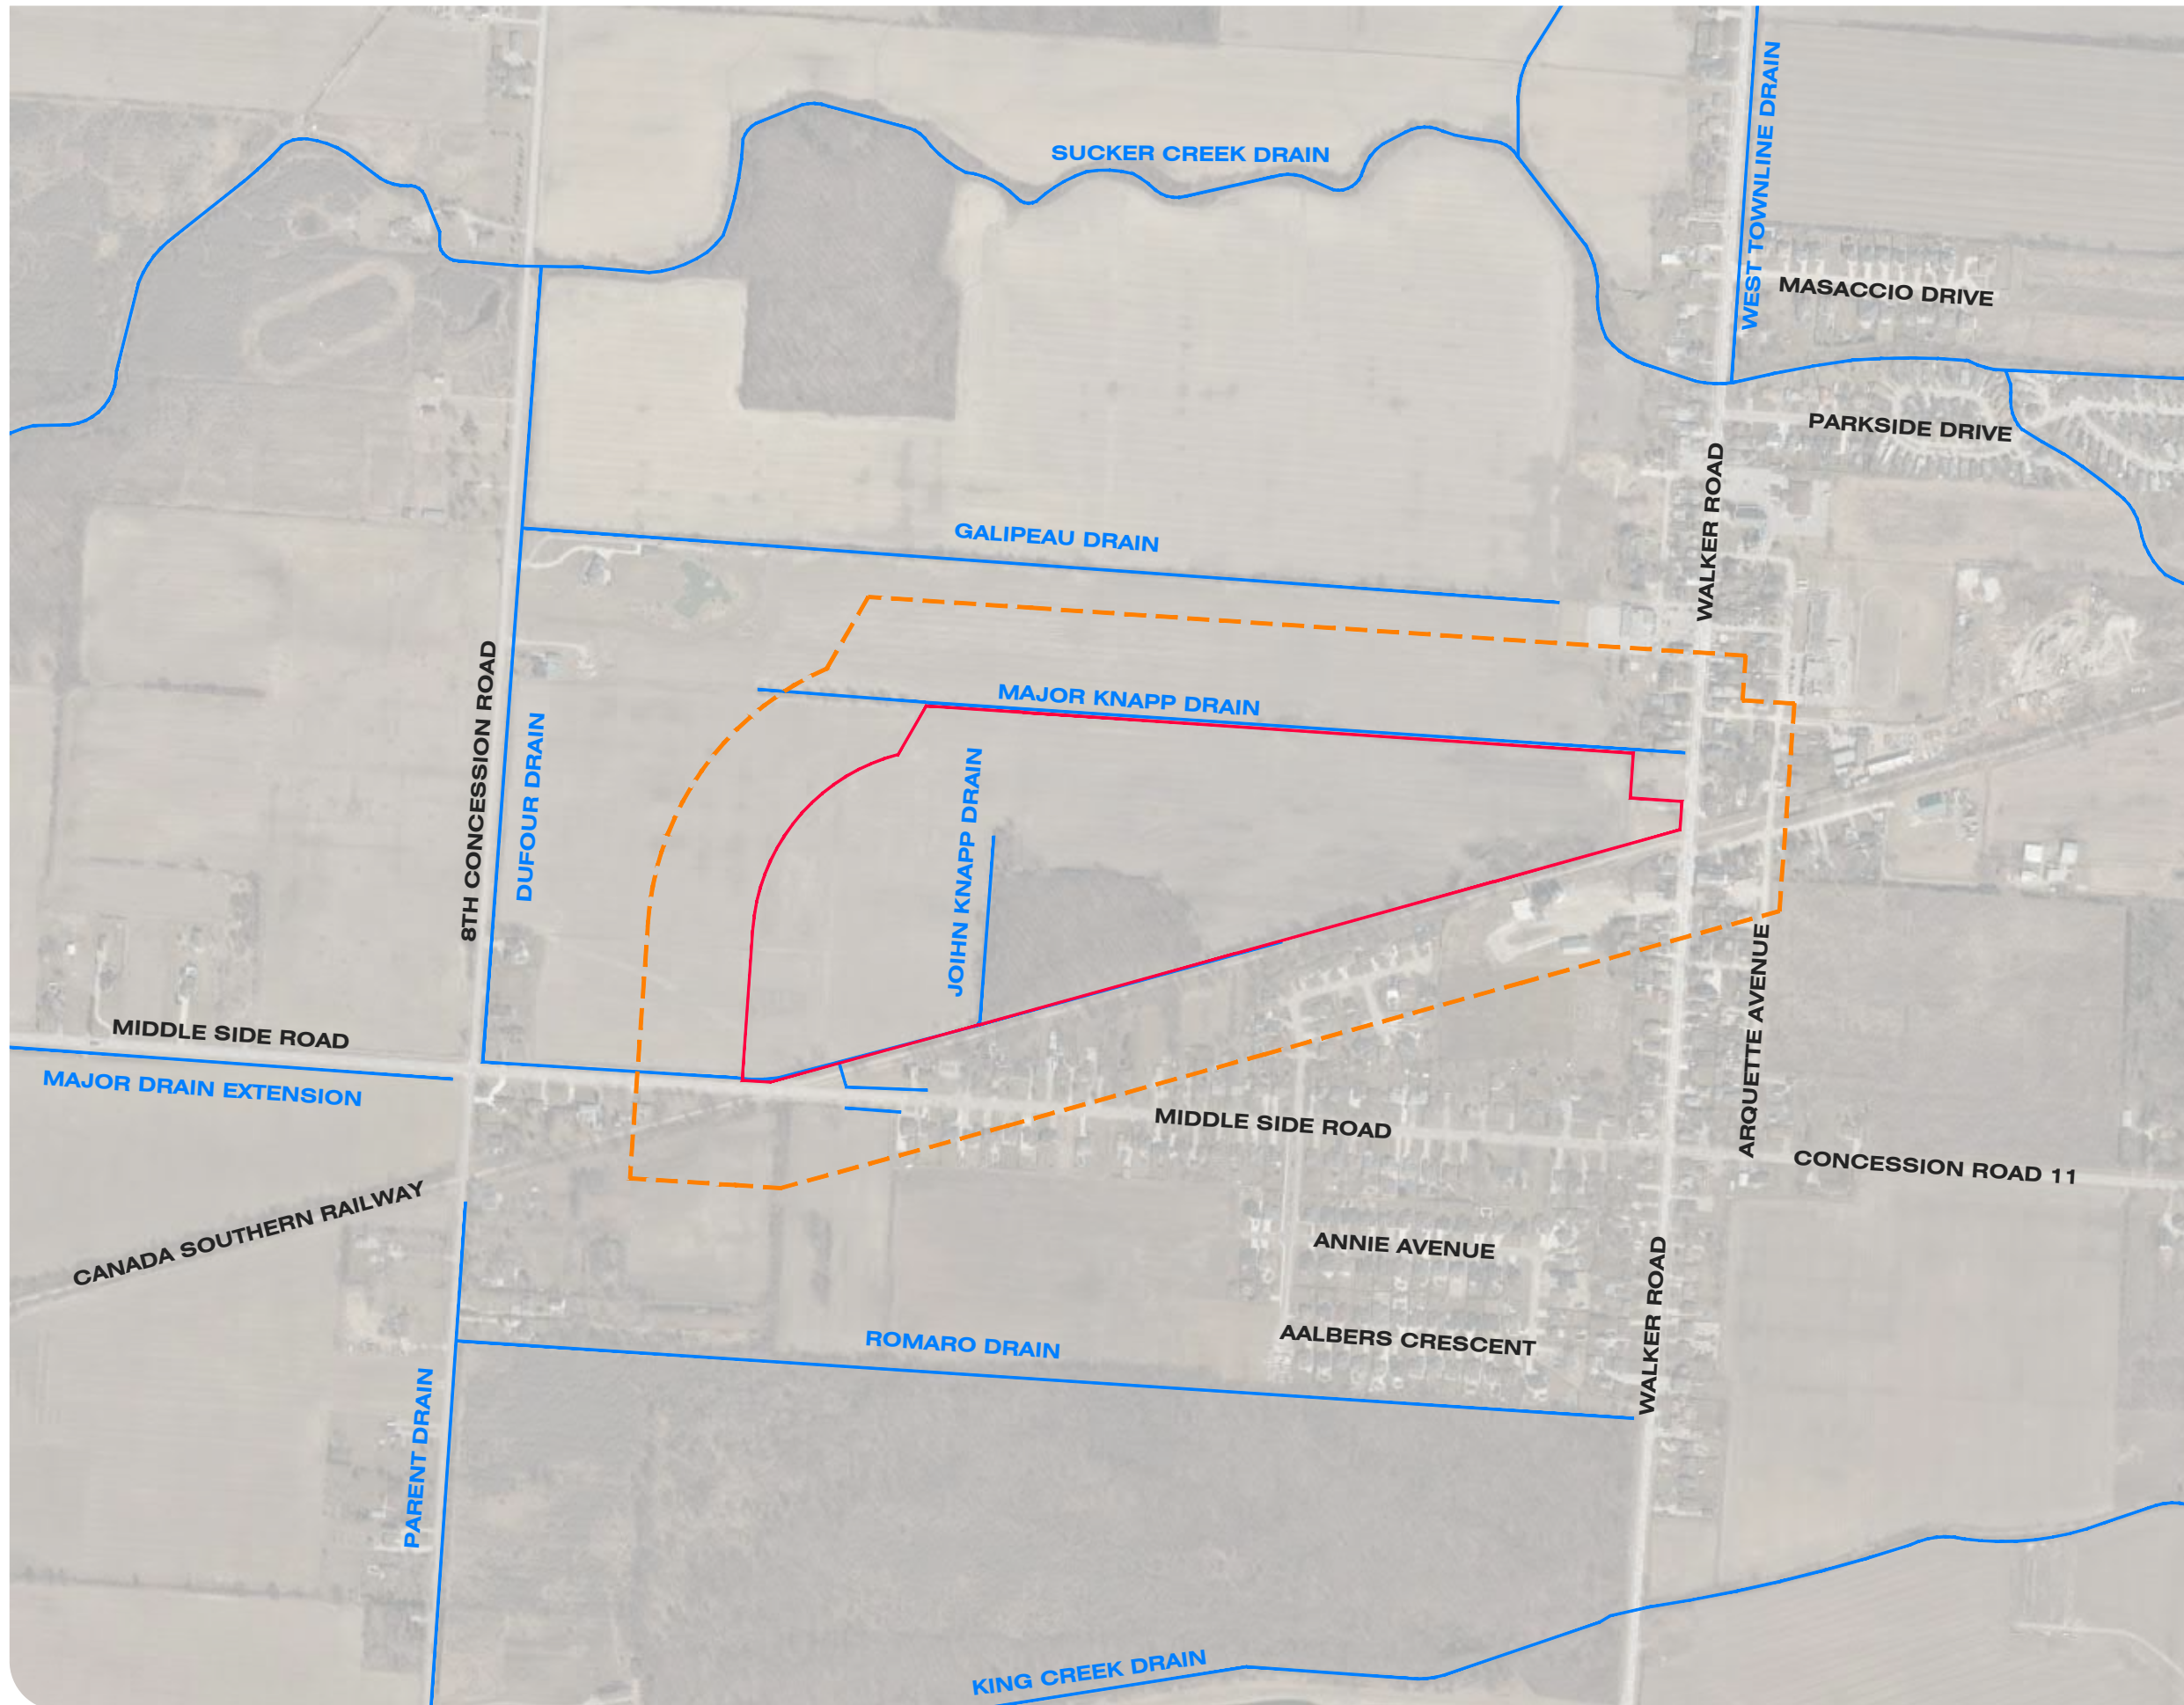 WEST TOWNLINE DRAIN
SUCKER CREEK DRAIN
MASACCIO DRIVE
PARKSIDE DRIVE
WALKER ROAD
GALIPEAU DRAIN
8TH CONCESSION ROAD
DUFOUR DRAIN
MAJOR KNAPP DRAIN
JOIHN KNAPP DRAIN
ARQUETTE AVENUE
MIDDLE SIDE ROAD
MAJOR DRAIN EXTENSION
MIDDLE SIDE ROAD
CONCESSION ROAD 11
CANADA SOUTHERN RAILWAY
ANNIE AVENUE
WALKER ROAD
AALBERS CRESCENT
ROMARO DRAIN
PARENT DRAIN
KING CREEK DRAIN